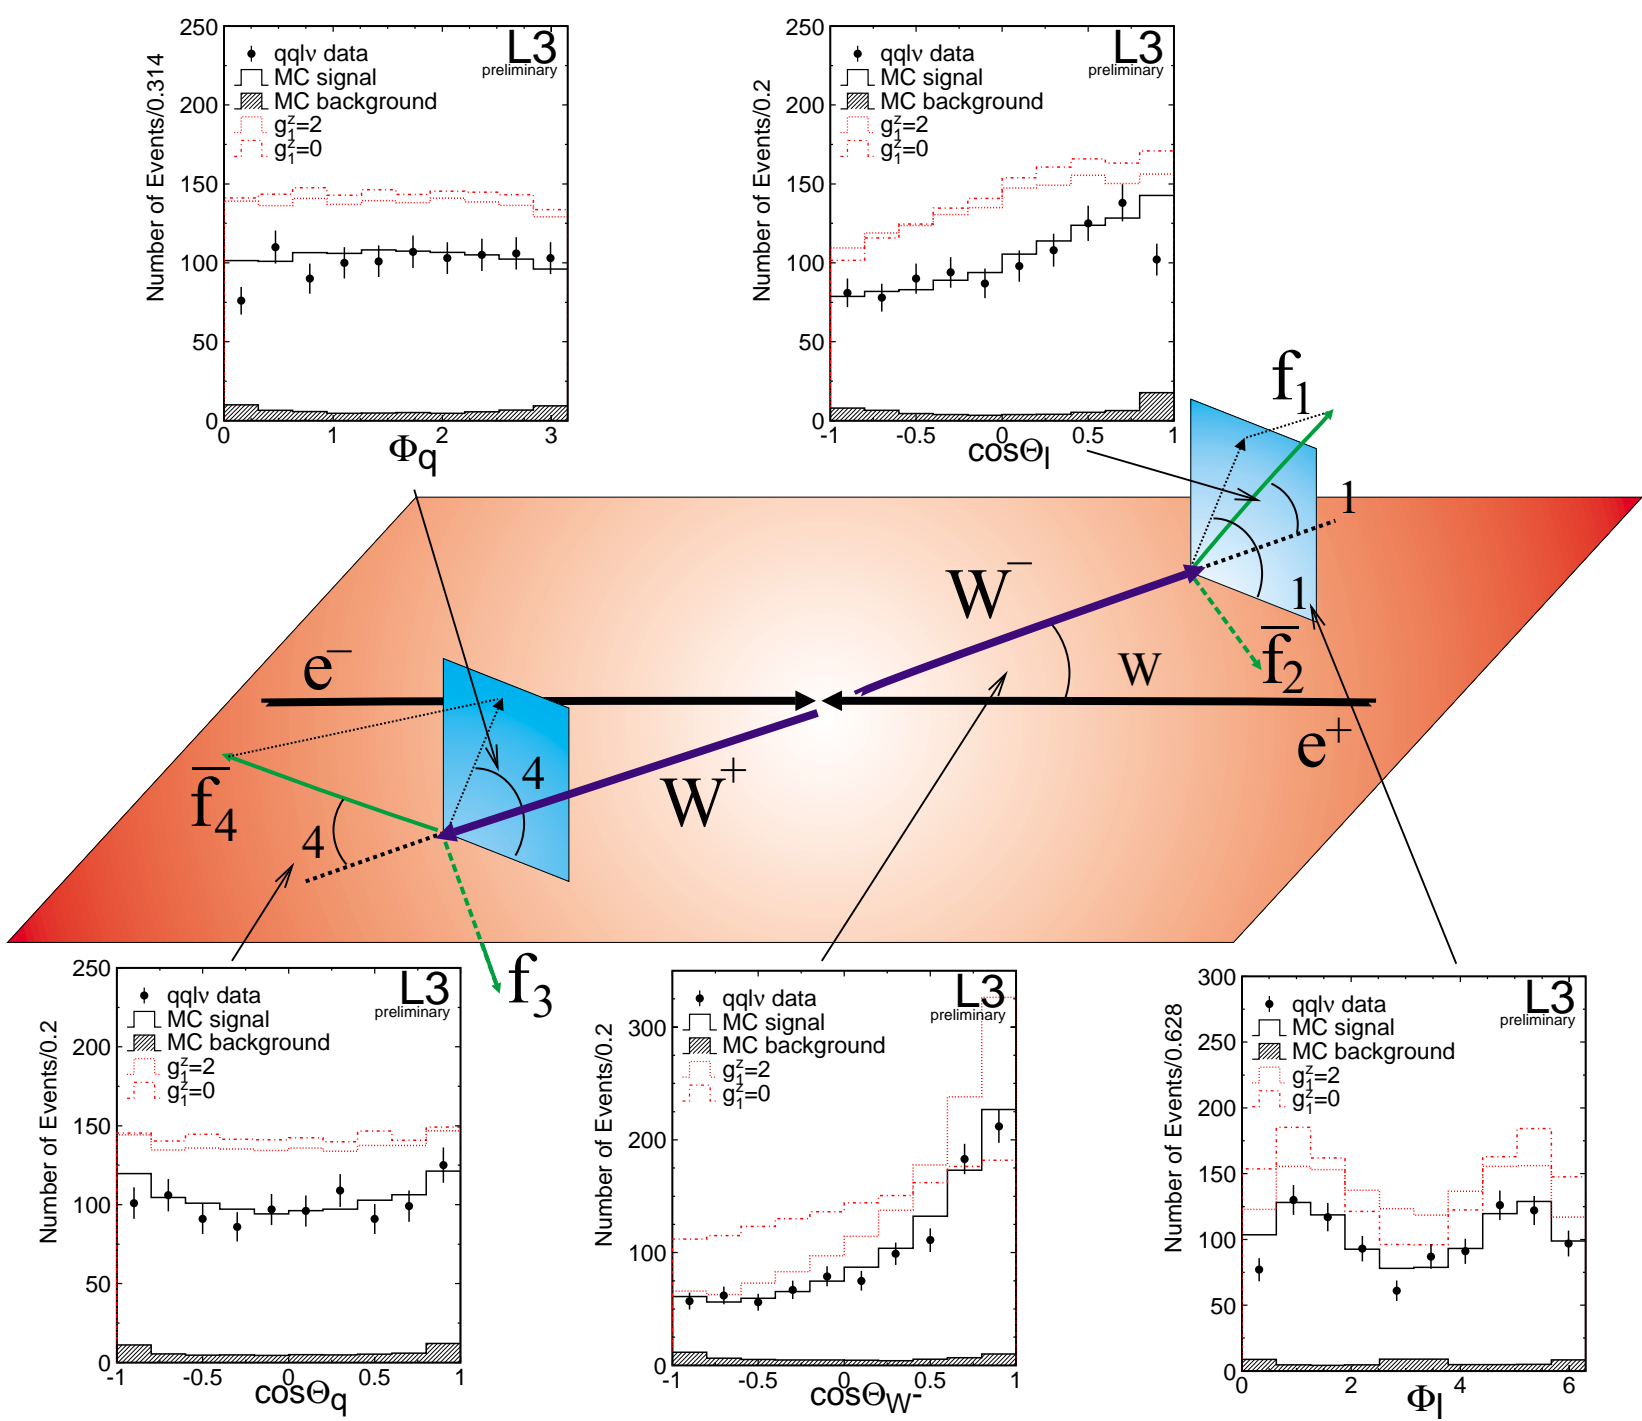 250
200
150
100
50
0
Number of Events/0.314
L3
preliminary
qqlν data
MC signal
MC background
g₁ᶻ=2
g₁ᶻ=0
0 1 2 3
Φq
250
200
150
100
50
0
Number of Events/0.2
L3
preliminary
qqlν data
MC signal
MC background
g₁ᶻ=2
g₁ᶻ=0
-1 -0.5 0 0.5 1
cosΘl
f₁
1
1
W⁻
f̅₂
e⁻
W
e⁺
4
f̅₄
W⁺
4
f₃
250
200
150
100
50
0
Number of Events/0.2
L3
preliminary
qqlν data
MC signal
MC background
g₁ᶻ=2
g₁ᶻ=0
-1 -0.5 0 0.5 1
cosΘq
300
200
100
0
Number of Events/0.2
L3
preliminary
qqlν data
MC signal
MC background
g₁ᶻ=2
g₁ᶻ=0
-1 -0.5 0 0.5 1
cosΘW⁻
300
250
200
150
100
50
0
Number of Events/0.628
L3
preliminary
qqlν data
MC signal
MC background
g₁ᶻ=2
g₁ᶻ=0
0 2 4 6
Φl